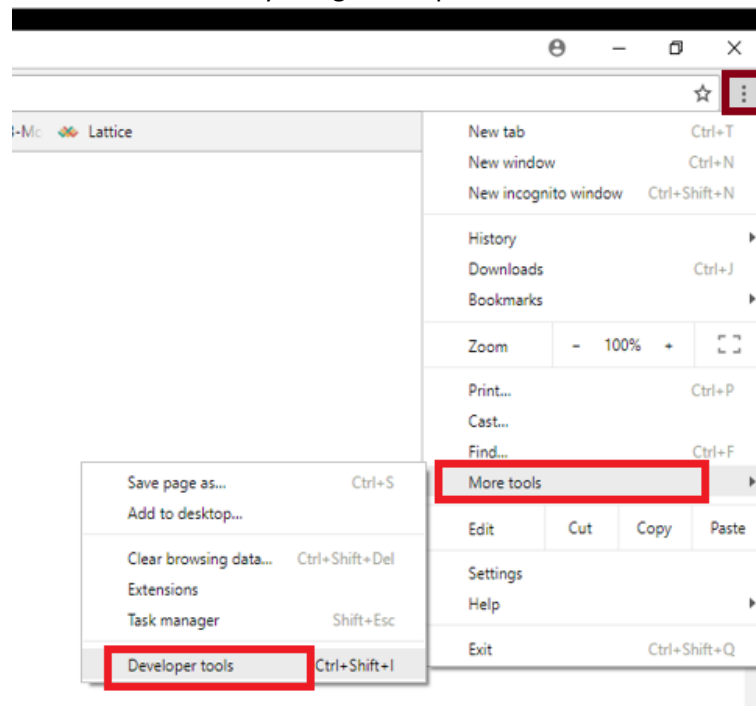 Lattice
New tab Ctrl+T
New window Ctrl+N
New incognito window Ctrl+Shift+N
History
Downloads Ctrl+J
Bookmarks
Zoom - 100% +
Print... Ctrl+P
Cast...
Find... Ctrl+F
More tools
Edit Cut Copy Paste
Settings
Help
Exit Ctrl+Shift+Q
Save page as... Ctrl+S
Add to desktop...
Clear browsing data... Ctrl+Shift+Del
Extensions
Task manager Shift+Esc
Developer tools Ctrl+Shift+I